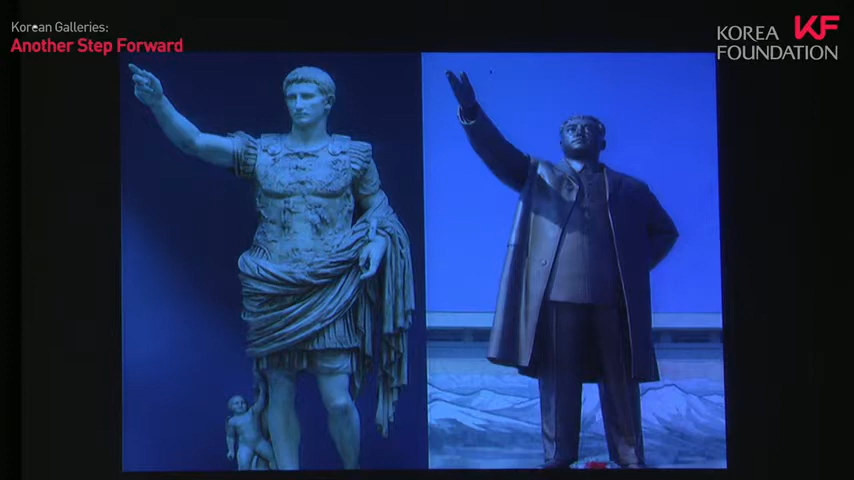 Korean Galleries:
Another Step Forward
KOREA KF
FOUNDATION